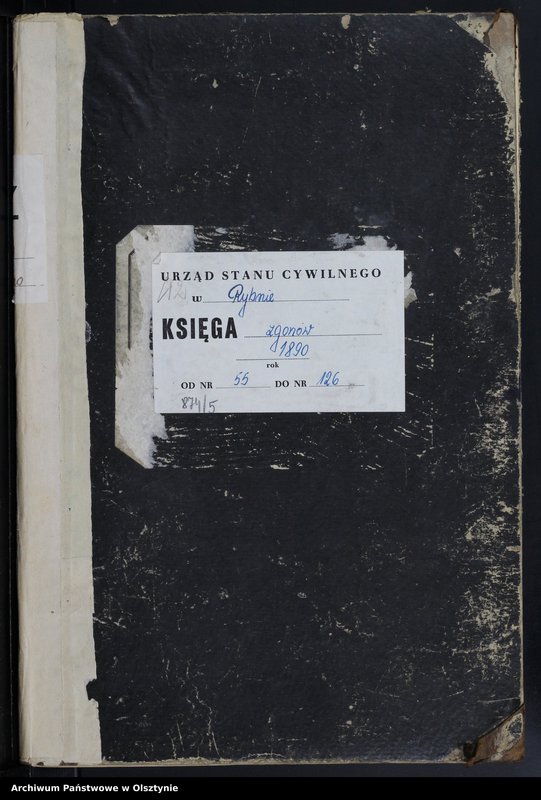 URZĄD STANU CYWILNEGO
w Rybnie
KSIĘGA zgonów
1890
rok
OD NR 55 DO NR 126
874/5
Archiwum Państwowe w Olsztynie